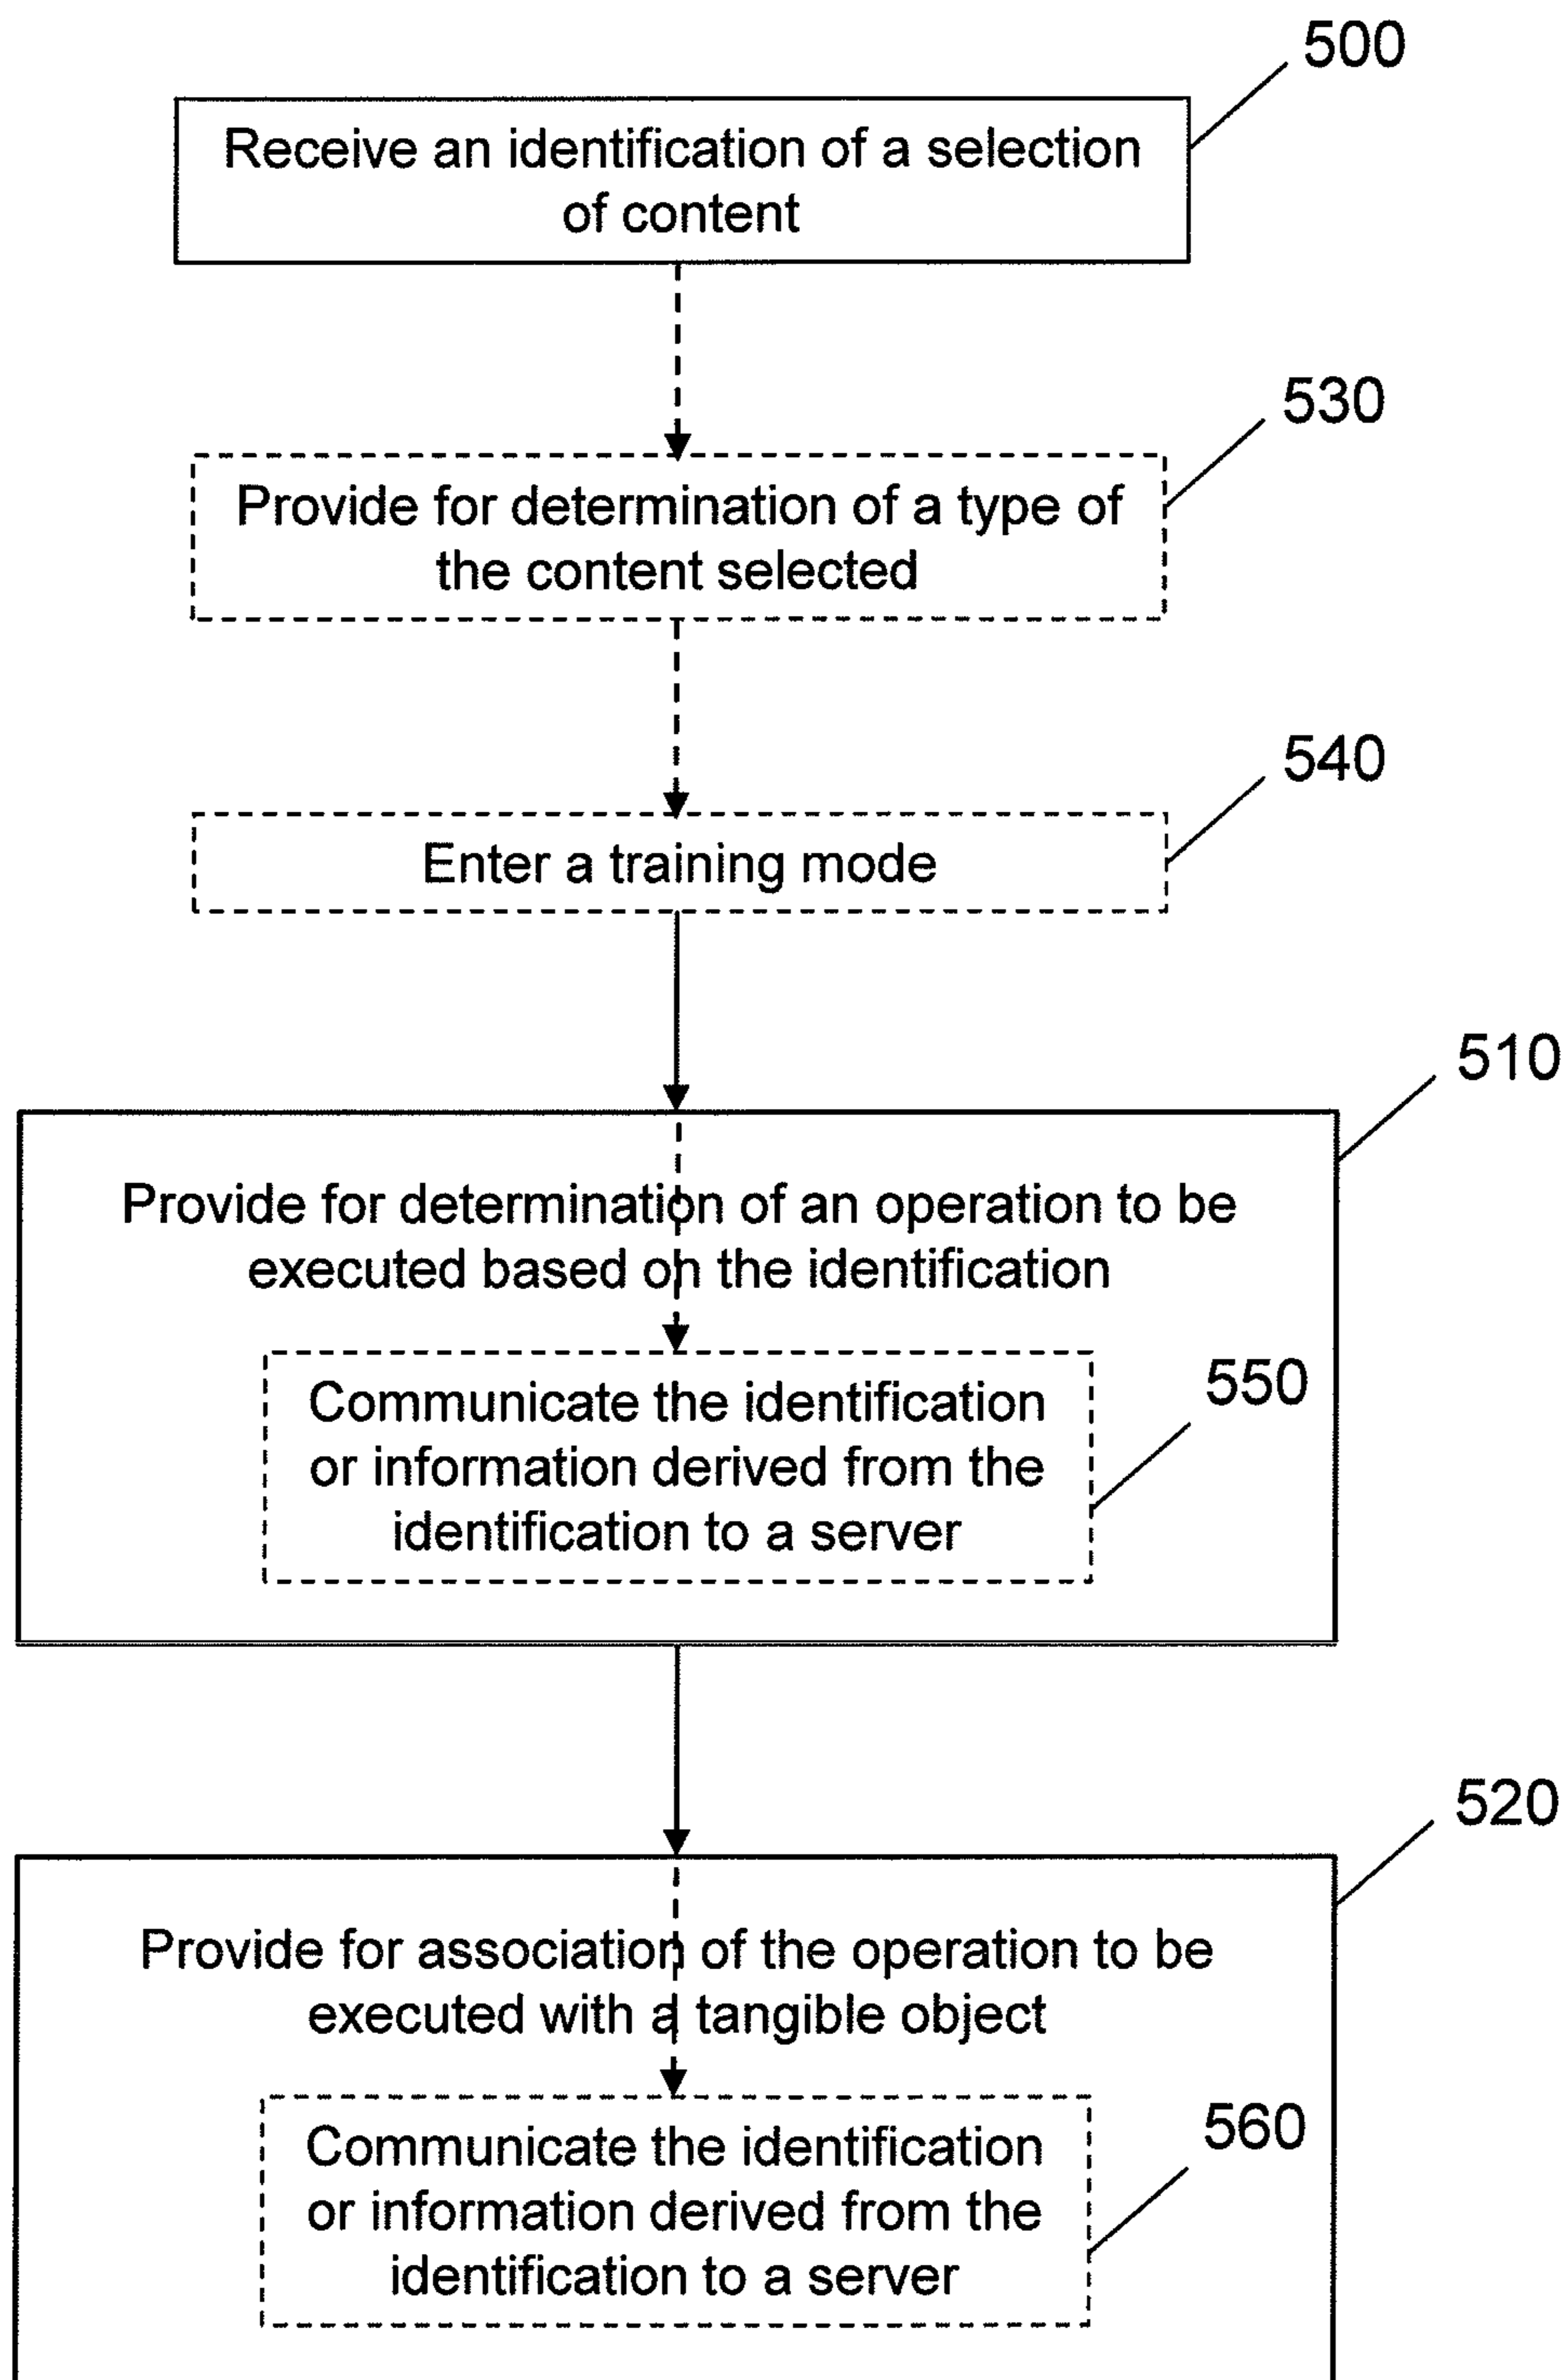 500
Receive an identification of a selection
of content
530
Provide for determination of a type of
the content selected
540
Enter a training mode
510
Provide for determination of an operation to be
executed based on the identification
550
Communicate the identification
or information derived from the
identification to a server
520
Provide for association of the operation to be
executed with a tangible object
560
Communicate the identification
or information derived from the
identification to a server